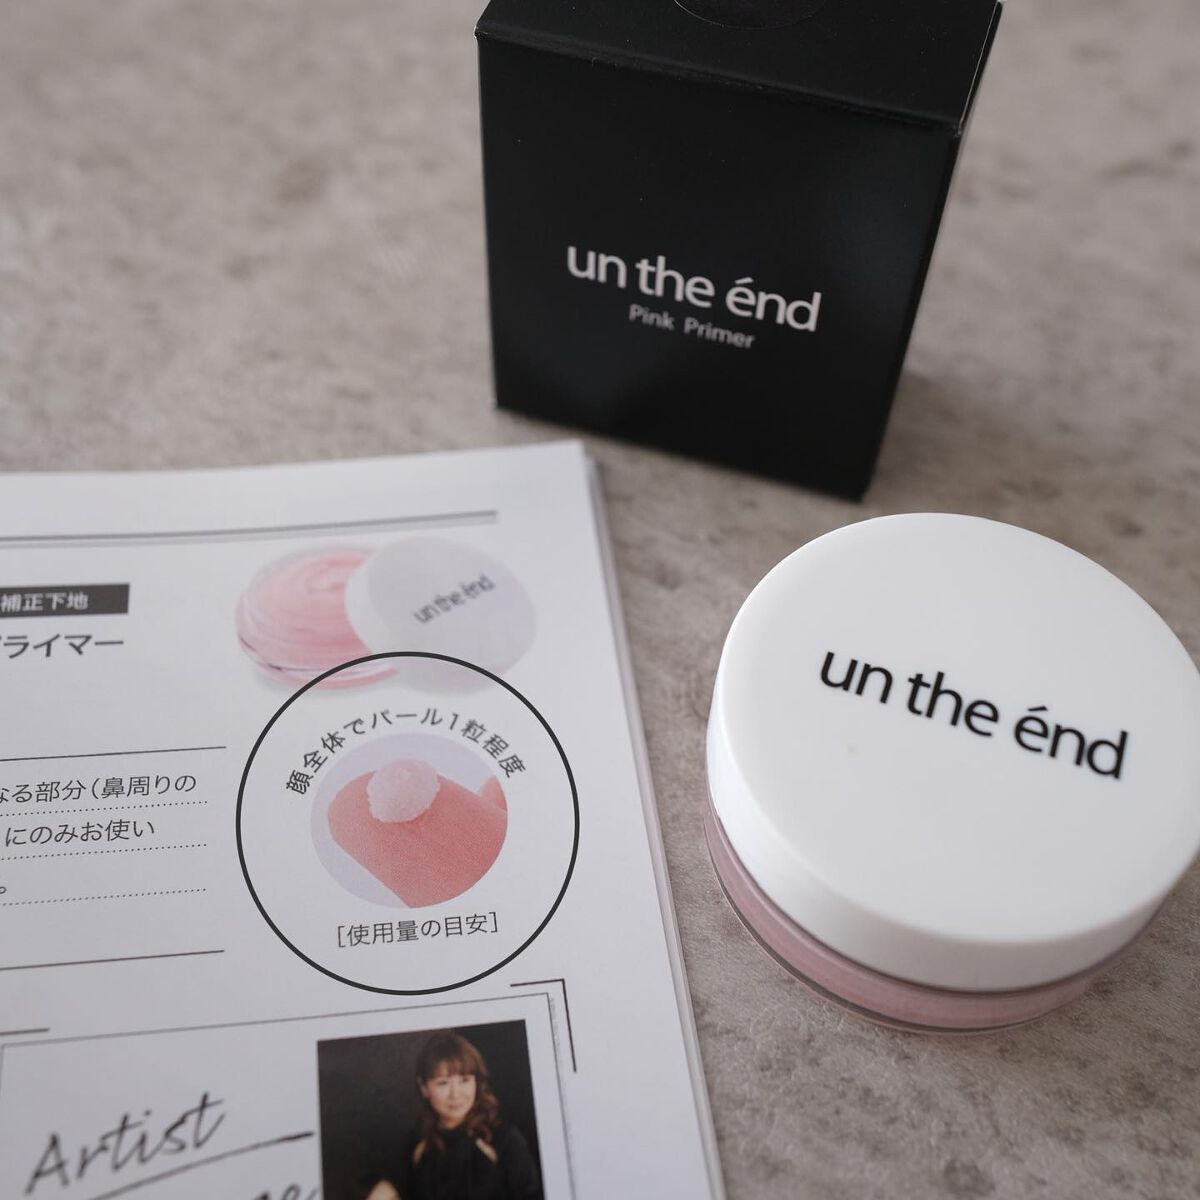 un the énd
Pink Primer
補正下地
ライマー
un the énd
顔全体でパール1粒程度
なる部分（鼻周りの
にのみお使い
。
［使用量の目安］
un the énd
Artist